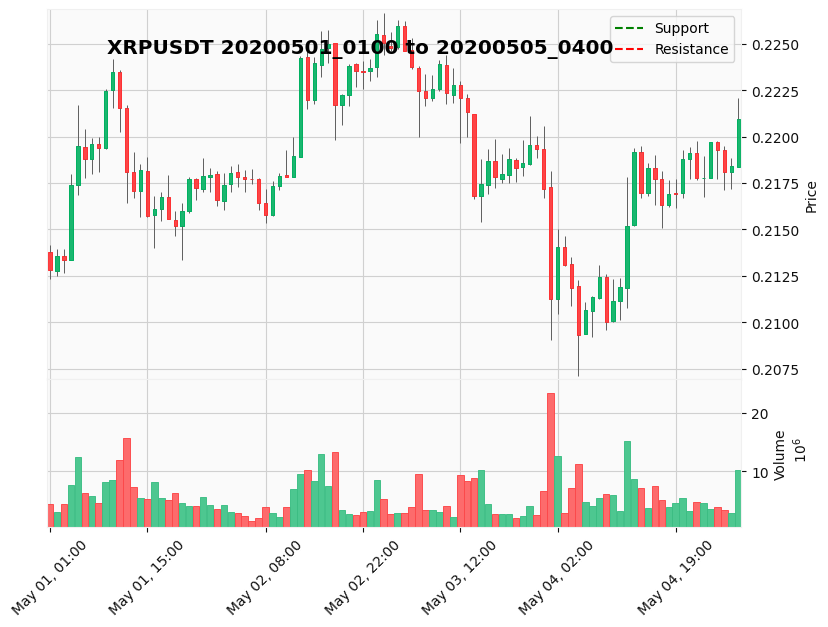 XRPUSDT 20200501_0100 to 20200505_0400
Support
Resistance
0.2250
0.2225
0.2200
0.2175
0.2150
0.2125
0.2100
0.2075
Price
20
10
Volume
10^6
May 01, 01:00
May 01, 15:00
May 02, 08:00
May 02, 22:00
May 03, 12:00
May 04, 02:00
May 04, 19:00